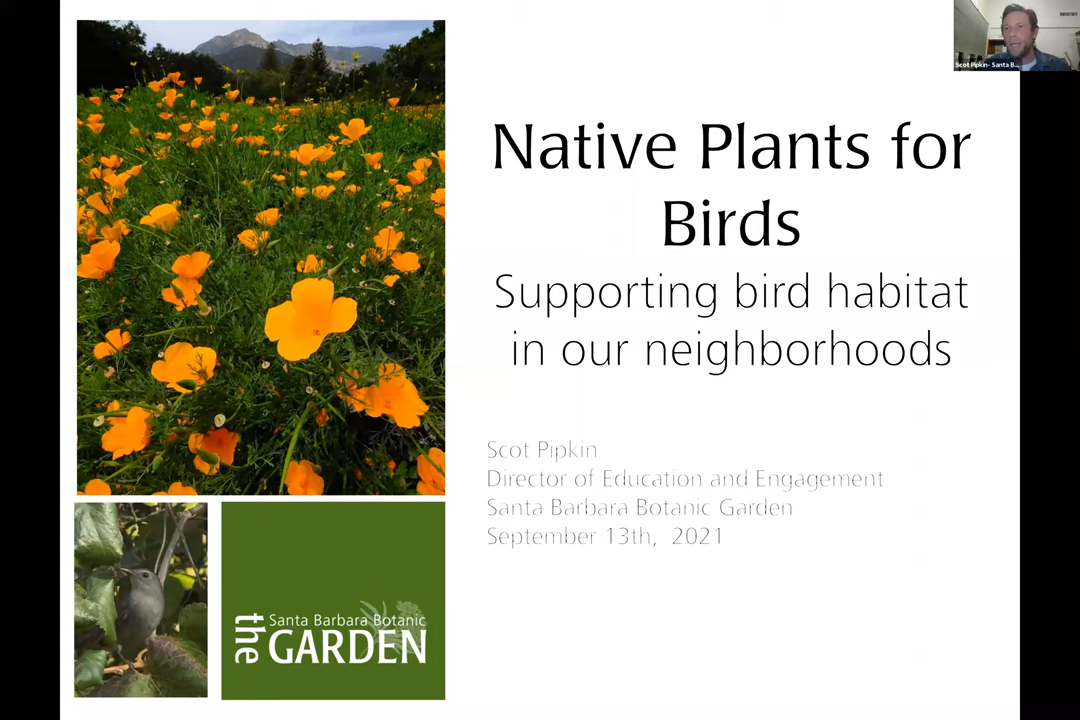 Scot Pipkin- Santa B...
Native Plants for
Birds
Supporting bird habitat
in our neighborhoods
Scot Pipkin
Director of Education and Engagement
Santa Barbara Botanic Garden
September 13th, 2021
the
Santa Barbara Botanic
GARDEN